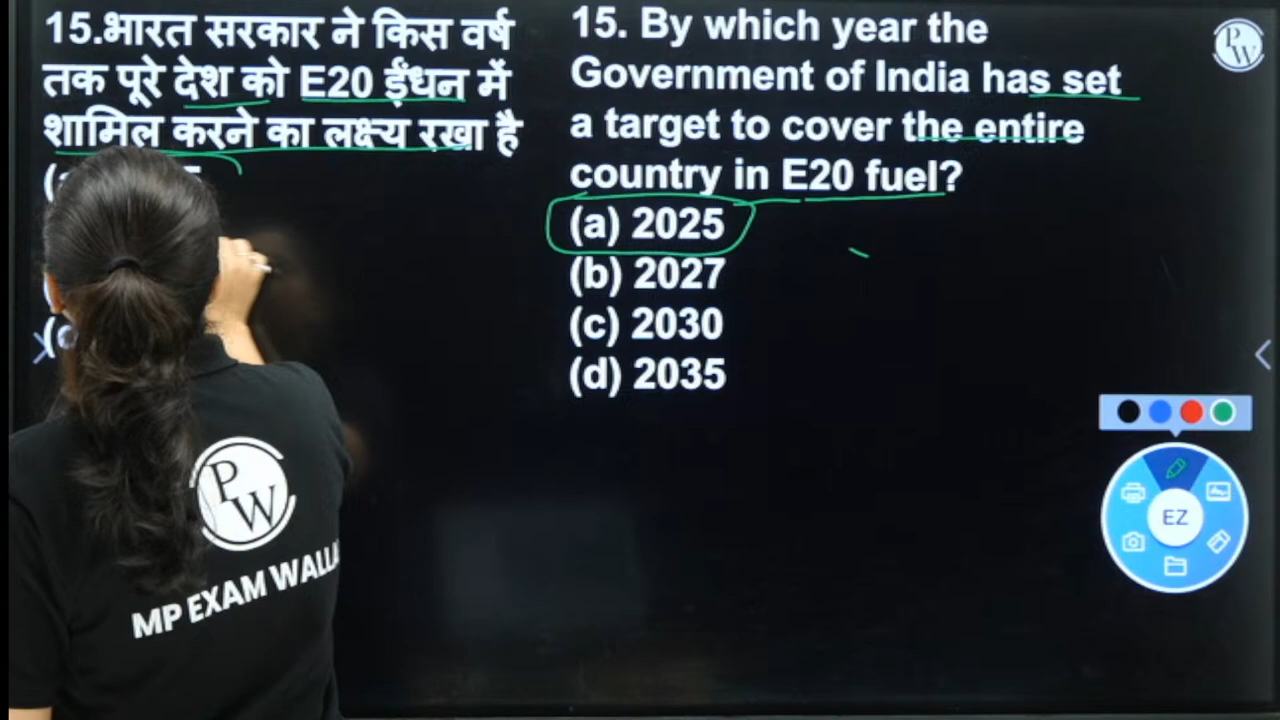 15.भारत सरकार ने किस वर्ष
तक पूरे देश को E20 ईंधन में
शामिल करने का लक्ष्य रखा है
15. By which year the
Government of India has set
a target to cover the entire
country in E20 fuel?
(a) 2025
(b) 2027
(c) 2030
(d) 2035
PW
EZ
PW
MP EXAM